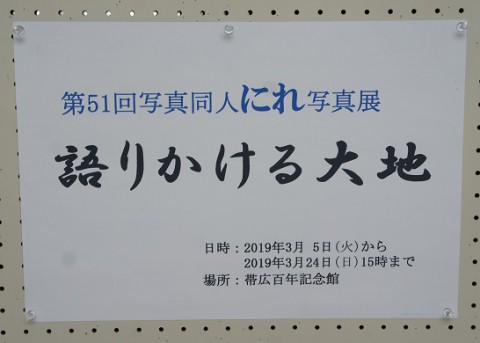 第51回写真同人にれ写真展
語りかける大地
日時：2019年3月 5日(火)から
2019年3月24日(日)15時まで
場所：帯広百年記念館